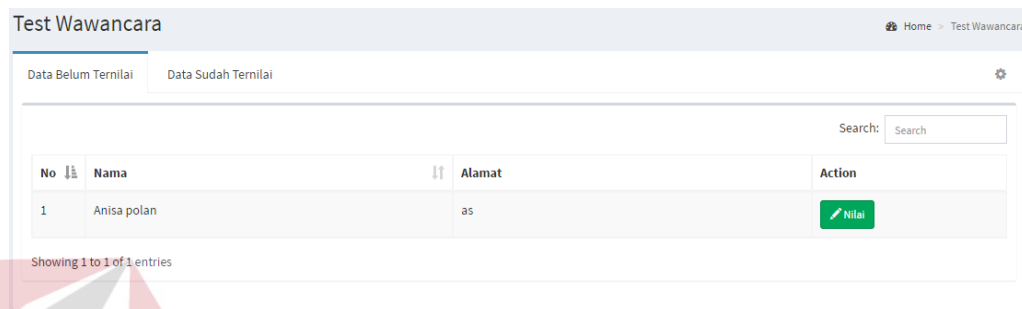 Test Wawancara
Home > Test Wawancara
Data Belum Ternilai Data Sudah Ternilai
Search: Search
No Nama Alamat Action
1 Anisa polan as Nilai
Showing 1 to 1 of 1 entries